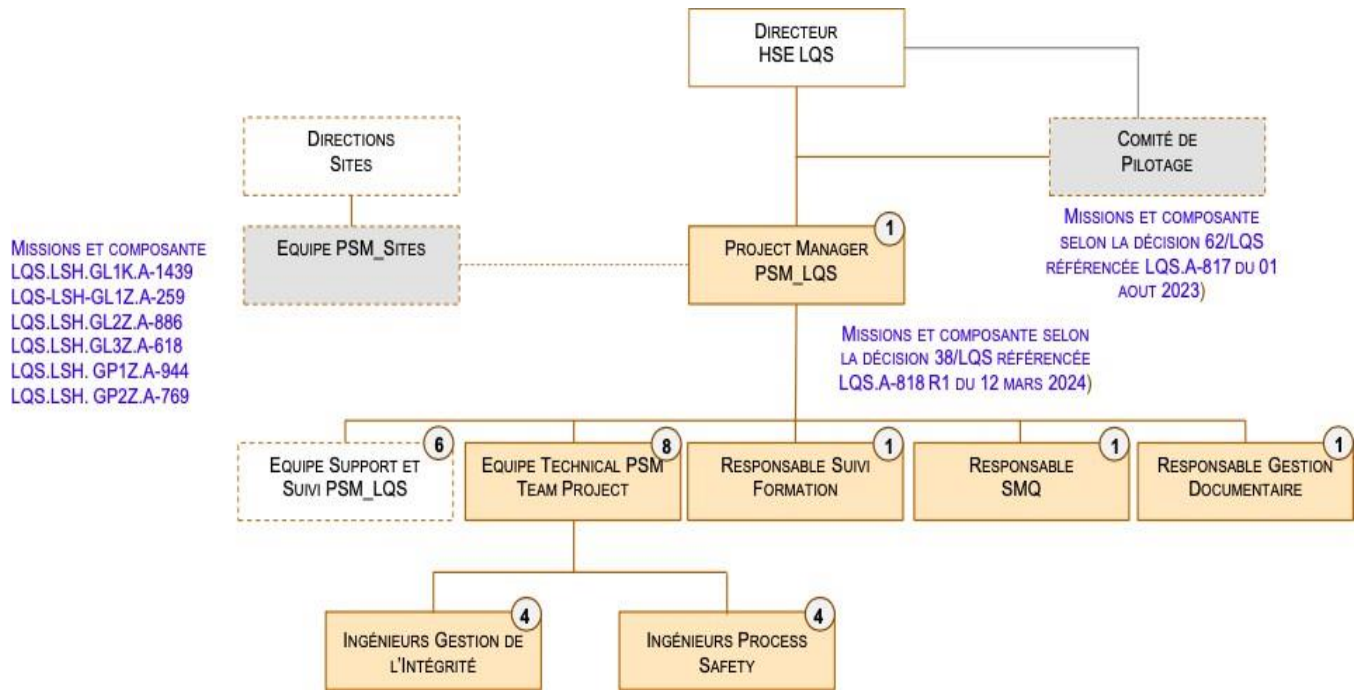 DIRECTEUR
HSE LQS
DIRECTIONS
SITES
COMITÉ DE
PILOTAGE
EQUIPE PSM_SITES
1
PROJECT MANAGER
PSM_LQS
MISSIONS ET COMPOSANTE
SELON LA DÉCISION 62/LQS
RÉFÉRENCÉE LQS.A-817 DU 01
AOUT 2023)
MISSIONS ET COMPOSANTE
LQS.LSH.GL1K.A-1439
LQS-LSH-GL1Z.A-259
LQS.LSH.GL2Z.A-886
LQS.LSH.GL3Z.A-618
LQS.LSH. GP1Z.A-944
LQS.LSH. GP2Z.A-769
MISSIONS ET COMPOSANTE SELON
LA DÉCISION 38/LQS RÉFÉRENCÉE
LQS.A-818 R1 DU 12 MARS 2024)
6
EQUIPE SUPPORT ET
SUIVI PSM_LQS
8
EQUIPE TECHNICAL PSM
TEAM PROJECT
1
RESPONSABLE SUIVI
FORMATION
1
RESPONSABLE
SMQ
1
RESPONSABLE GESTION
DOCUMENTAIRE
4
INGÉNIEURS GESTION DE
L'INTÉGRITÉ
4
INGÉNIEURS PROCESS
SAFETY